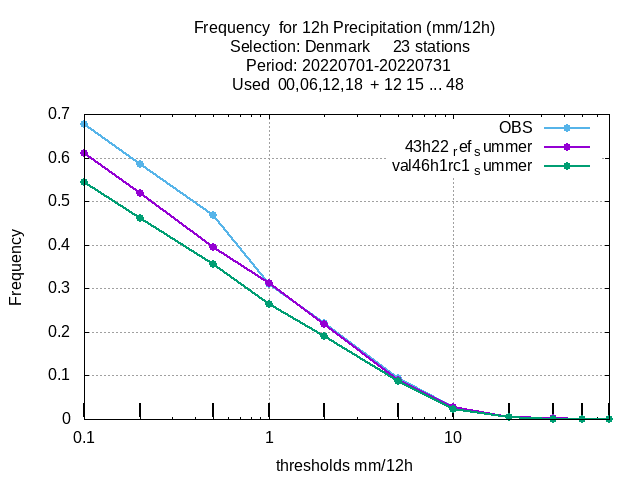 Frequency  for 12h Precipitation (mm/12h)
Selection: Denmark     23 stations
Period: 20220701-20220731
Used  00,06,12,18  + 12 15 ... 48
0.7
0.6
0.5
0.4
0.3
0.2
0.1
0
Frequency
OBS
43h22 ref summer
val46h1rc1 summer
0.1
1
10
thresholds mm/12h